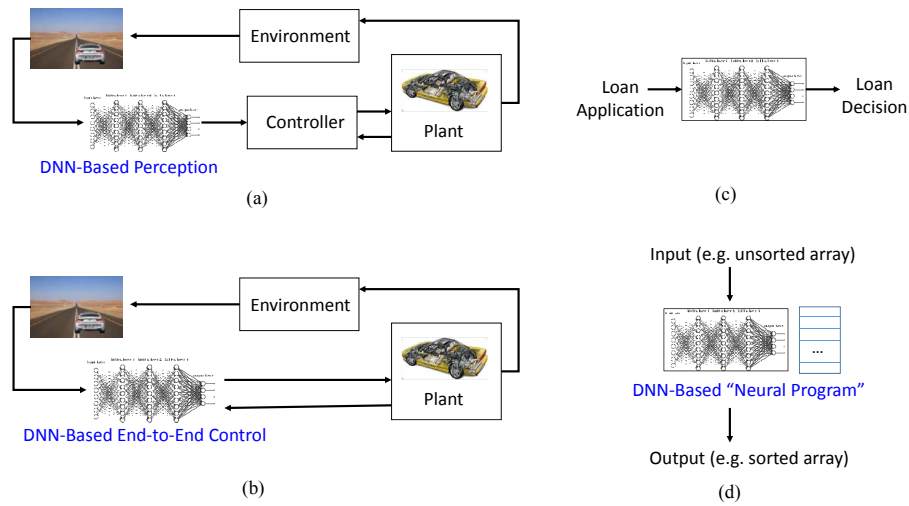 Environment
Controller
Plant
DNN-Based Perception
(a)
Environment
Plant
DNN-Based End-to-End Control
(b)
Loan
Application
Loan
Decision
(c)
Input (e.g. unsorted array)
...
DNN-Based “Neural Program”
Output (e.g. sorted array)
(d)